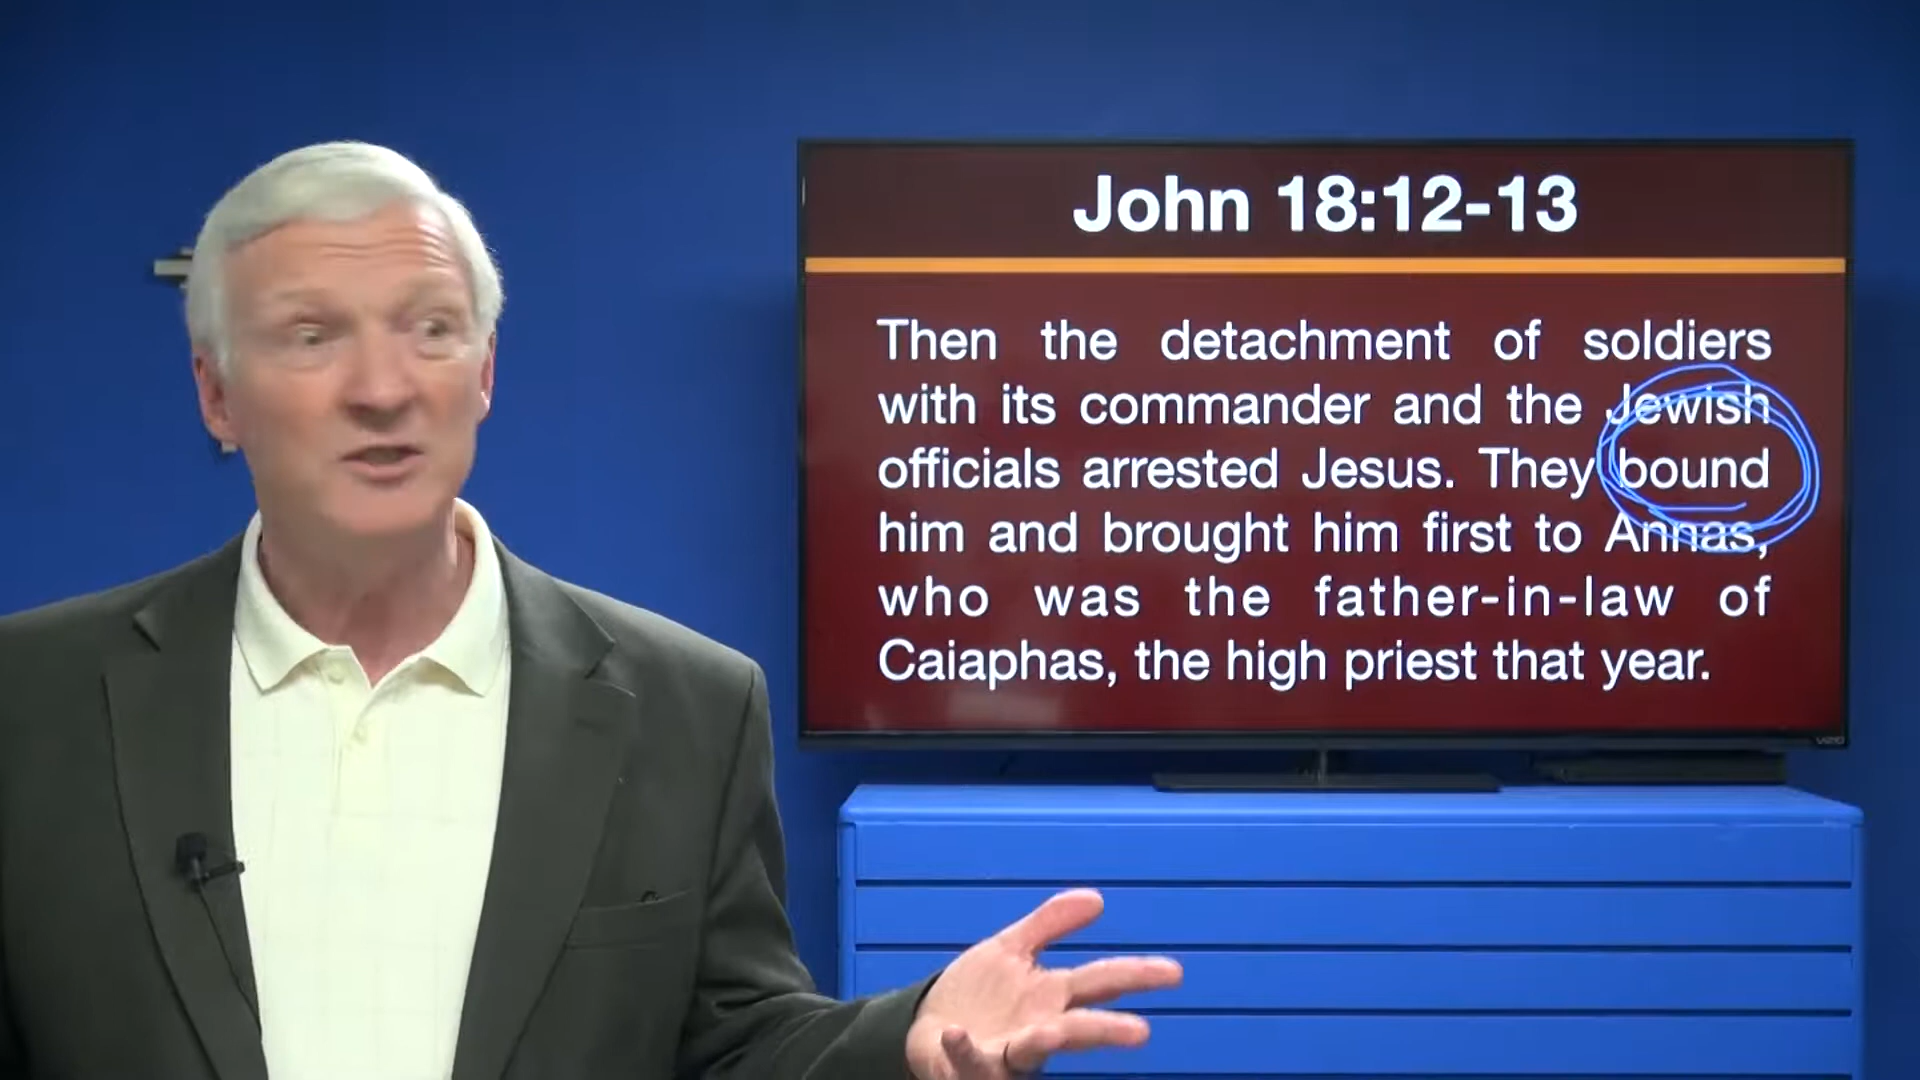 John 18:12-13
Then the detachment of soldiers
with its commander and the Jewish
officials arrested Jesus. They bound
him and brought him first to Annas,
who was the father-in-law of
Caiaphas, the high priest that year.
VIZIO